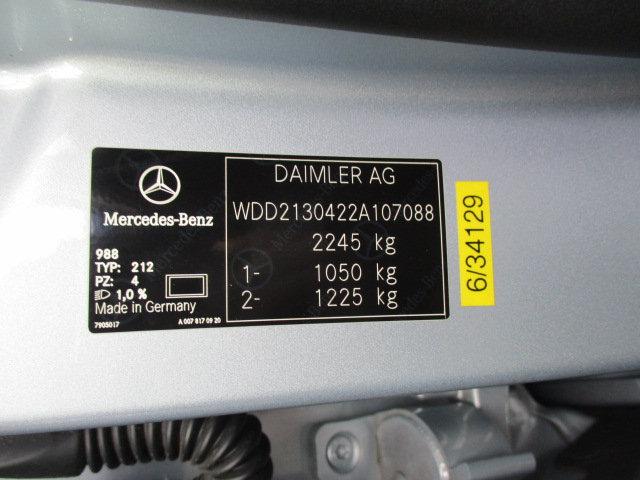 Mercedes-Benz
988
TYP: 212
PZ: 4
1,0 %
Made in Germany
7905017
A 007 817 09 20
DAIMLER AG
WDD2130422A107088
2245 kg
1- 1050 kg
2- 1225 kg
6/34129